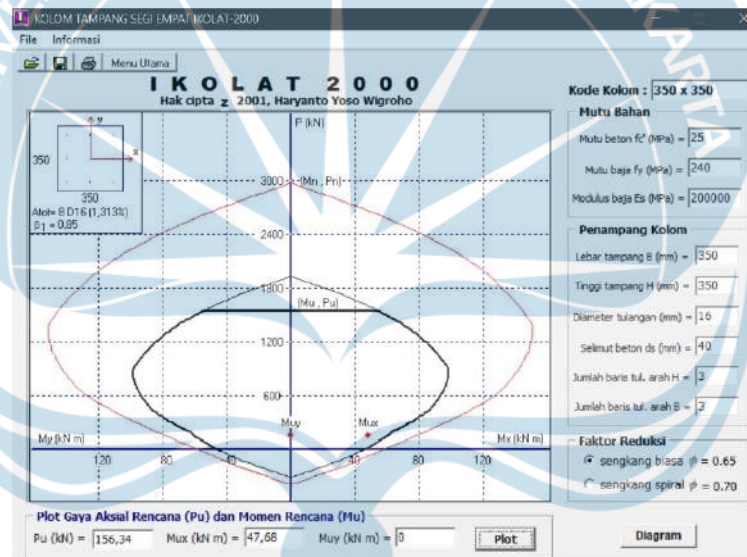 KOLOM TAMPANG SEGI EMPAT IKOLAT-2000
File Informasi
Menu Utama
I K O L A T 2 0 0 0
Hak cipta z 2001, Haryanto Yoso Wigroho
P (kN)
y
x
350
350
Atot= 8 D16 (1,313%)
β1 = 0,85
3000
(Mn , Pn)
2400
1800
(Mu , Pu)
1200
600
Muy
Mux
My (kN m)
Mx (kN m)
120
80
40
40
80
120
Kode Kolom : 350 x 350
Mutu Bahan
Mutu beton fc' (MPa) = 25
Mutu baja fy (MPa) = 240
Modulus baja Es (MPa) = 200000
Penampang Kolom
Lebar tampang B (mm) = 350
Tinggi tampang H (mm) = 350
Diameter tulangan (mm) = 16
Selimut beton ds (mm) = 40
Jumlah baris tul. arah H = 3
Jumlah baris tul. arah B = 3
Faktor Reduksi
sengkang biasa ϕ = 0.65
sengkang spiral ϕ = 0.70
Plot Gaya Aksial Rencana (Pu) dan Momen Rencana (Mu)
Pu (kN) = 156,34 Mux (kN m) = 47,68 Muy (kN m) = 0 Plot
Diagram